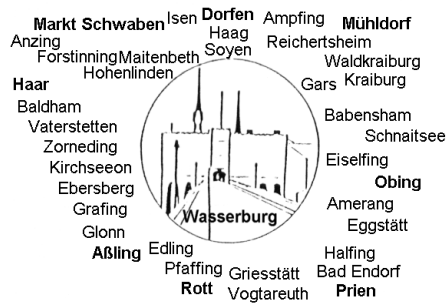 Isen Dorfen Ampfing
Markt Schwaben Mühldorf
Anzing Haag Reichertsheim
Forstinning Maitenbeth Soyen Waldkraiburg
Hohenlinden Kraiburg
Haar Gars
Baldham Babensham
Vaterstetten Schnaitsee
Zorneding Eiselfing
Kirchseeon Obing
Ebersberg Amerang
Grafing Wasserburg Eggstätt
Glonn
Aßling Edling Halfing
Pfaffing Griesstätt Bad Endorf
Rott Vogtareuth Prien